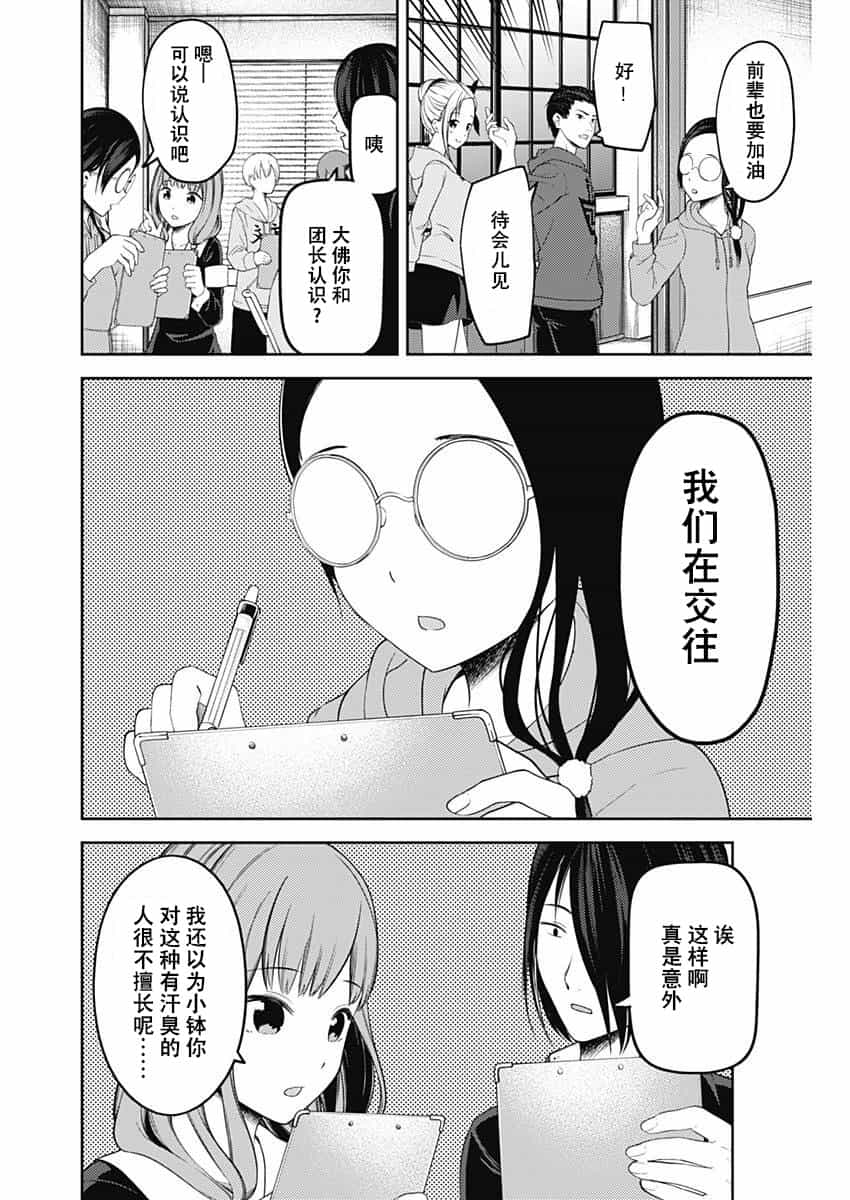 前辈也要加油
好！
待会儿见
咦
大佛你和
团长认识？
嗯—
可以说认识吧
我们在交往
诶
这样啊
真是意外
我还以为小钵你
对这种有汗臭的
人很不擅长呢……